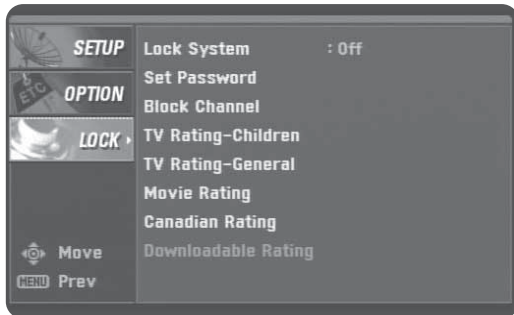 SETUP
Lock System : Off
Set Password
ETC
OPTION
Block Channel
LOCK
TV Rating-Children
TV Rating-General
Movie Rating
Canadian Rating
Move
Downloadable Rating
MENU Prev